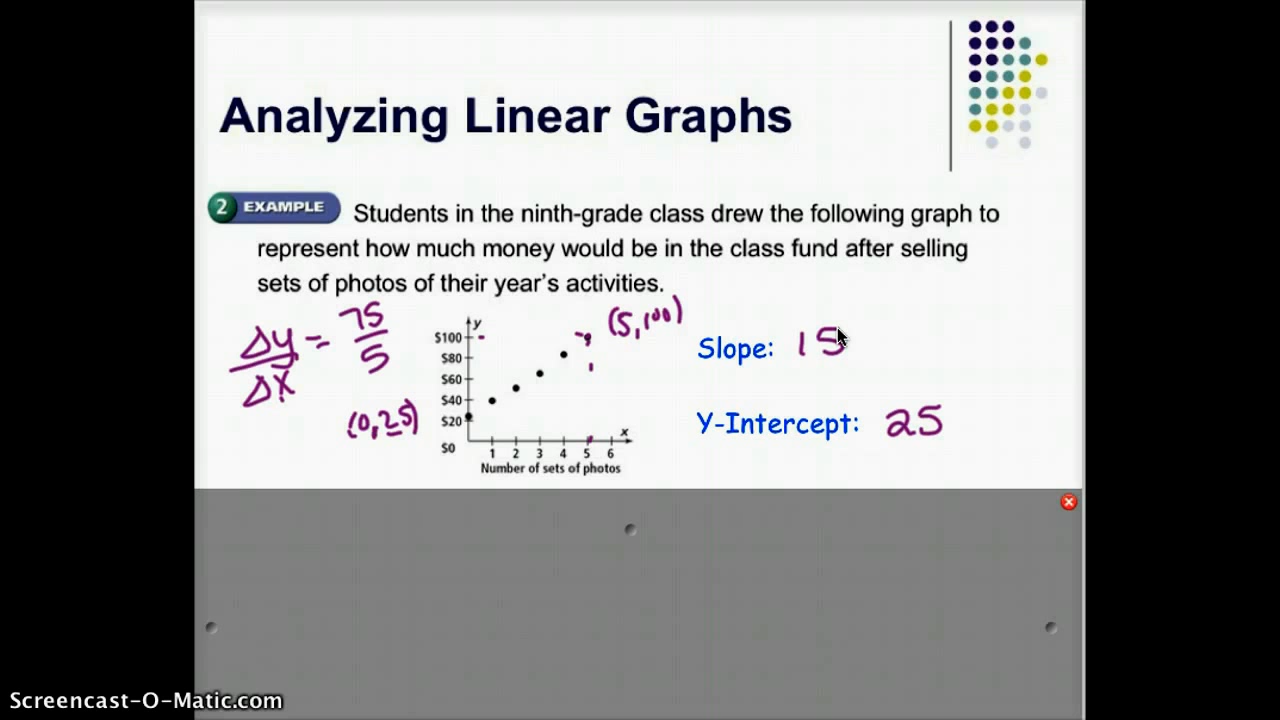 Analyzing Linear Graphs
2 EXAMPLE Students in the ninth-grade class drew the following graph to
represent how much money would be in the class fund after selling
sets of photos of their year's activities.
Δy/Δx = 75/5
(0,25)
(5,100)
y
$100
$80
$60
$40
$20
$0
x
1 2 3 4 5 6
Number of sets of photos
Slope: 15
Y-Intercept: 25
Screencast-O-Matic.com